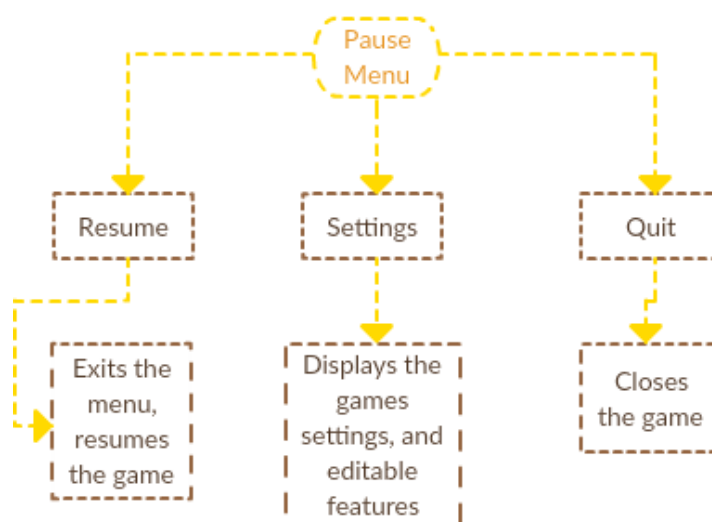 Pause
Menu
Resume
Settings
Quit
Exits the
menu,
resumes
the game
Displays the
games
settings, and
editable
features
Closes
the game